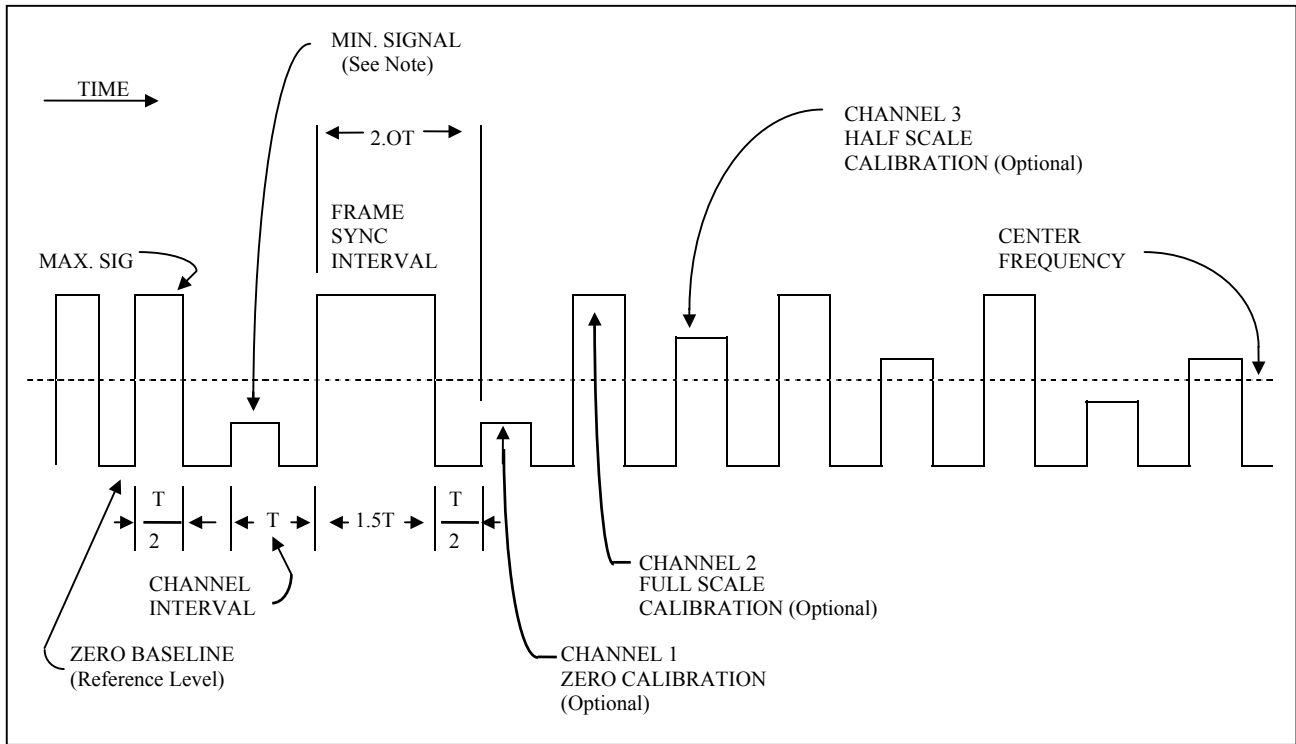 MIN. SIGNAL
(See Note)
TIME
2.OT
CHANNEL 3
HALF SCALE
CALIBRATION (Optional)
FRAME
SYNC
INTERVAL
CENTER
FREQUENCY
MAX. SIG
T
2
T
1.5T
T
2
CHANNEL
INTERVAL
CHANNEL 2
FULL SCALE
CALIBRATION (Optional)
ZERO BASELINE
(Reference Level)
CHANNEL 1
ZERO CALIBRATION
(Optional)